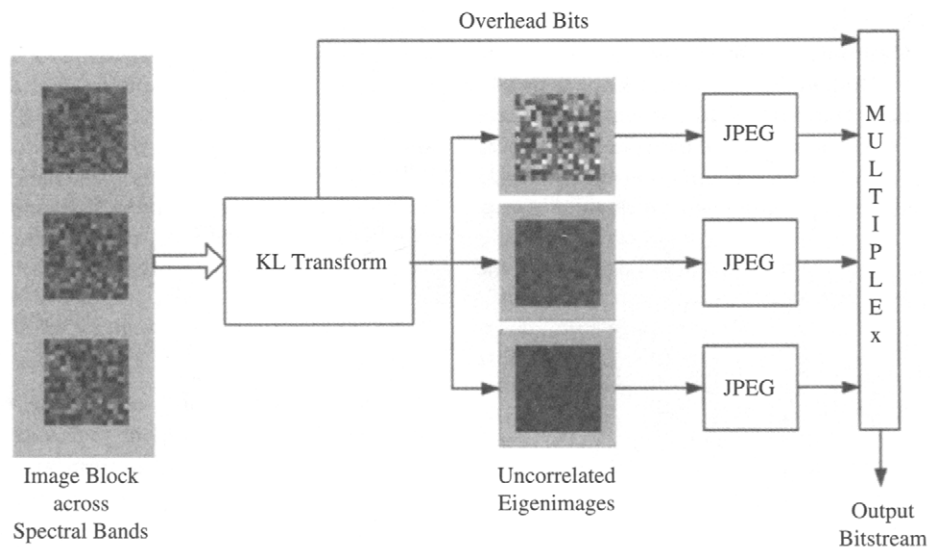 Overhead Bits
KL Transform
JPEG
JPEG
JPEG
M
U
L
T
I
P
L
E
x
Image Block
across
Spectral Bands
Uncorrelated
Eigenimages
Output
Bitstream